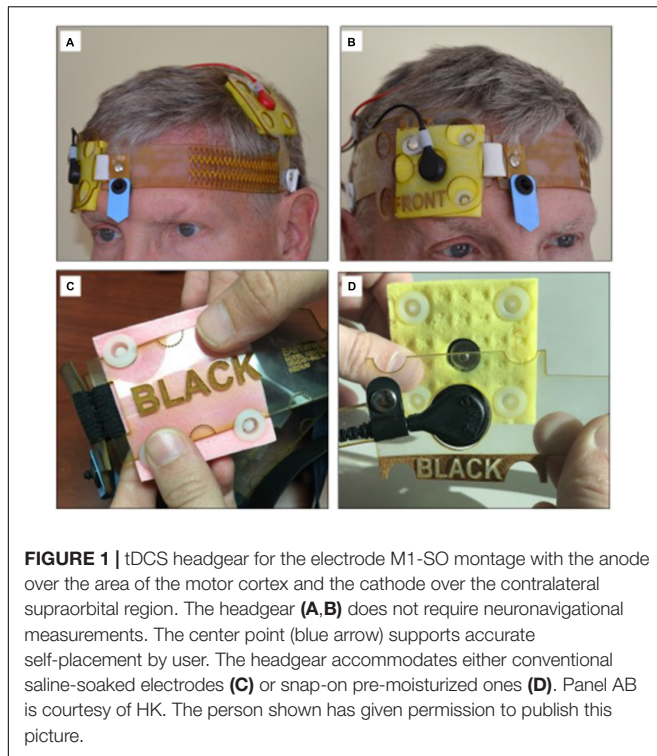 A
B
FRONT
C
D
BLACK
BLACK
FIGURE 1 | tDCS headgear for the electrode M1-SO montage with the anode
over the area of the motor cortex and the cathode over the contralateral
supraorbital region. The headgear (A,B) does not require neuronavigational
measurements. The center point (blue arrow) supports accurate
self-placement by user. The headgear accommodates either conventional
saline-soaked electrodes (C) or snap-on pre-moisturized ones (D). Panel AB
is courtesy of HK. The person shown has given permission to publish this
picture.